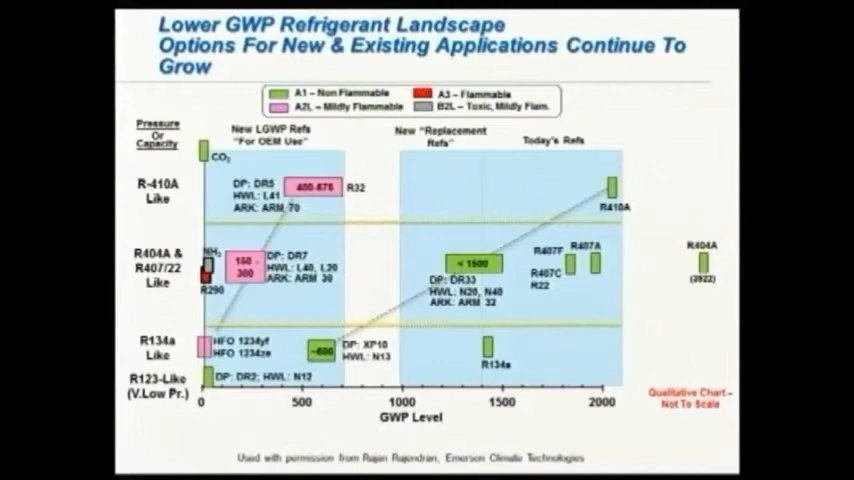 Lower GWP Refrigerant Landscape
Options For New & Existing Applications Continue To
Grow
A1 - Non Flammable
A3 - Flammable
A2L - Mildly Flammable
B2L - Toxic, Mildly Flam.
Pressure
Or
Capacity
New LGWP Refs
"For OEM Use"
New "Replacement
Refs"
Today's Refs
CO2
R-410A
Like
DP: DR5
HWL: L41
ARK: ARM 70
400-675
R32
R410A
R404A &
R407/22
Like
NH3
R290
150 -
300
DP: DR7
HWL: L40, L20
ARK: ARM 30
< 1500
DP: DR33
HWL: N20, N40
ARK: ARM 32
R407F
R407A
R407C
R22
R404A
(3922)
R134a
Like
HFO 1234yf
HFO 1234ze
~600
DP: XP10
HWL: N13
R134a
R123-Like
(V.Low Pr.)
DP: DR2; HWL: N12
0
500
1000
1500
2000
GWP Level
Qualitative Chart –
Not To Scale
Used with permission from Rajan Rajendran, Emerson Climate Technologies